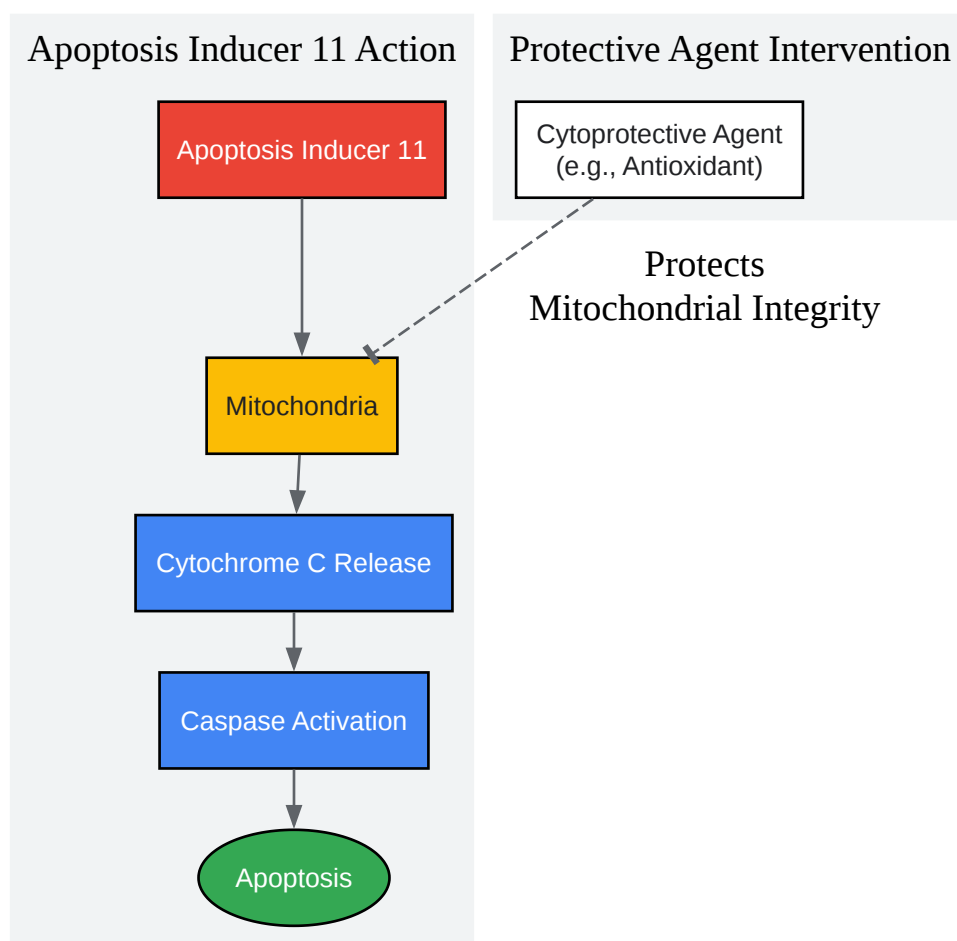 Apoptosis Inducer 11 Action
Protective Agent Intervention
Apoptosis Inducer 11
Cytoprotective Agent
(e.g., Antioxidant)
Protects
Mitochondrial Integrity
Mitochondria
Cytochrome C Release
Caspase Activation
Apoptosis